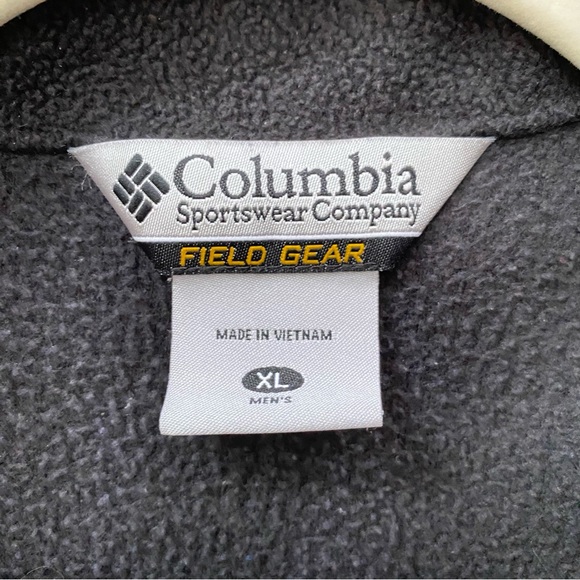 Columbia
Sportswear Company
FIELD GEAR
MADE IN VIETNAM
XL
MEN'S